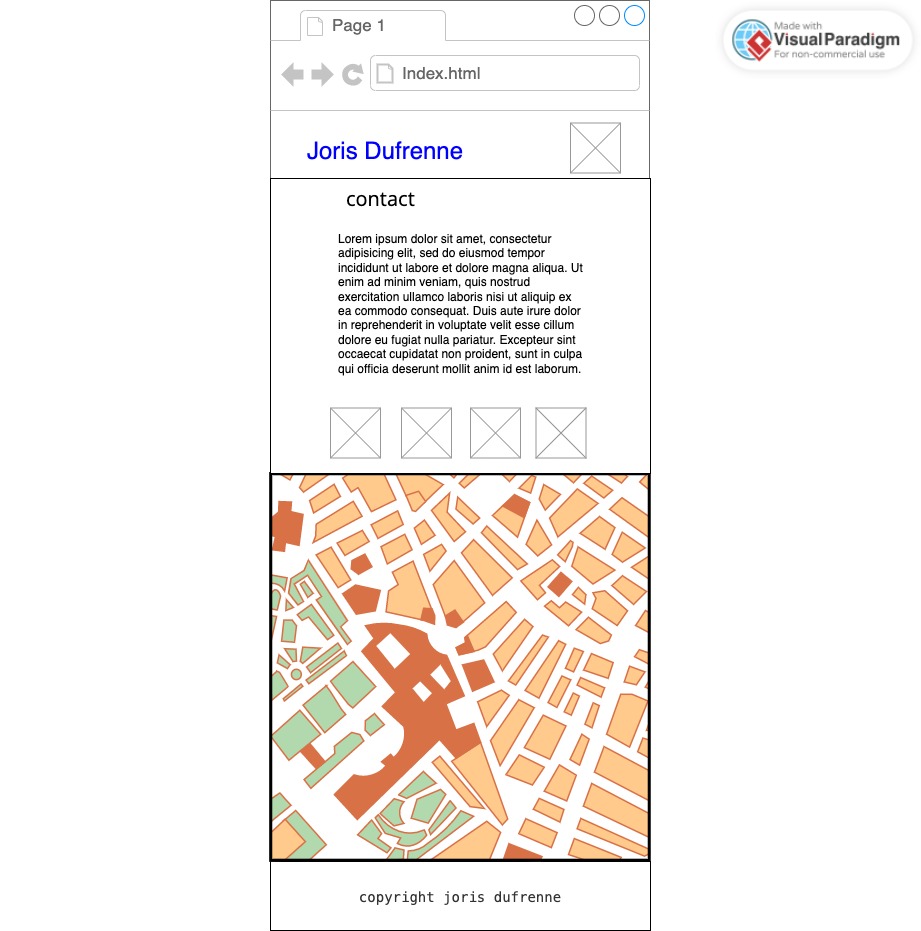 Page 1
Made with
VisualParadigm
For non-commercial use
Index.html
Joris Dufrenne
contact
Lorem ipsum dolor sit amet, consectetur
adipisicing elit, sed do eiusmod tempor
incididunt ut labore et dolore magna aliqua. Ut
enim ad minim veniam, quis nostrud
exercitation ullamco laboris nisi ut aliquip ex
ea commodo consequat. Duis aute irure dolor
in reprehenderit in voluptate velit esse cillum
dolore eu fugiat nulla pariatur. Excepteur sint
occaecat cupidatat non proident, sunt in culpa
qui officia deserunt mollit anim id est laborum.
copyright joris dufrenne